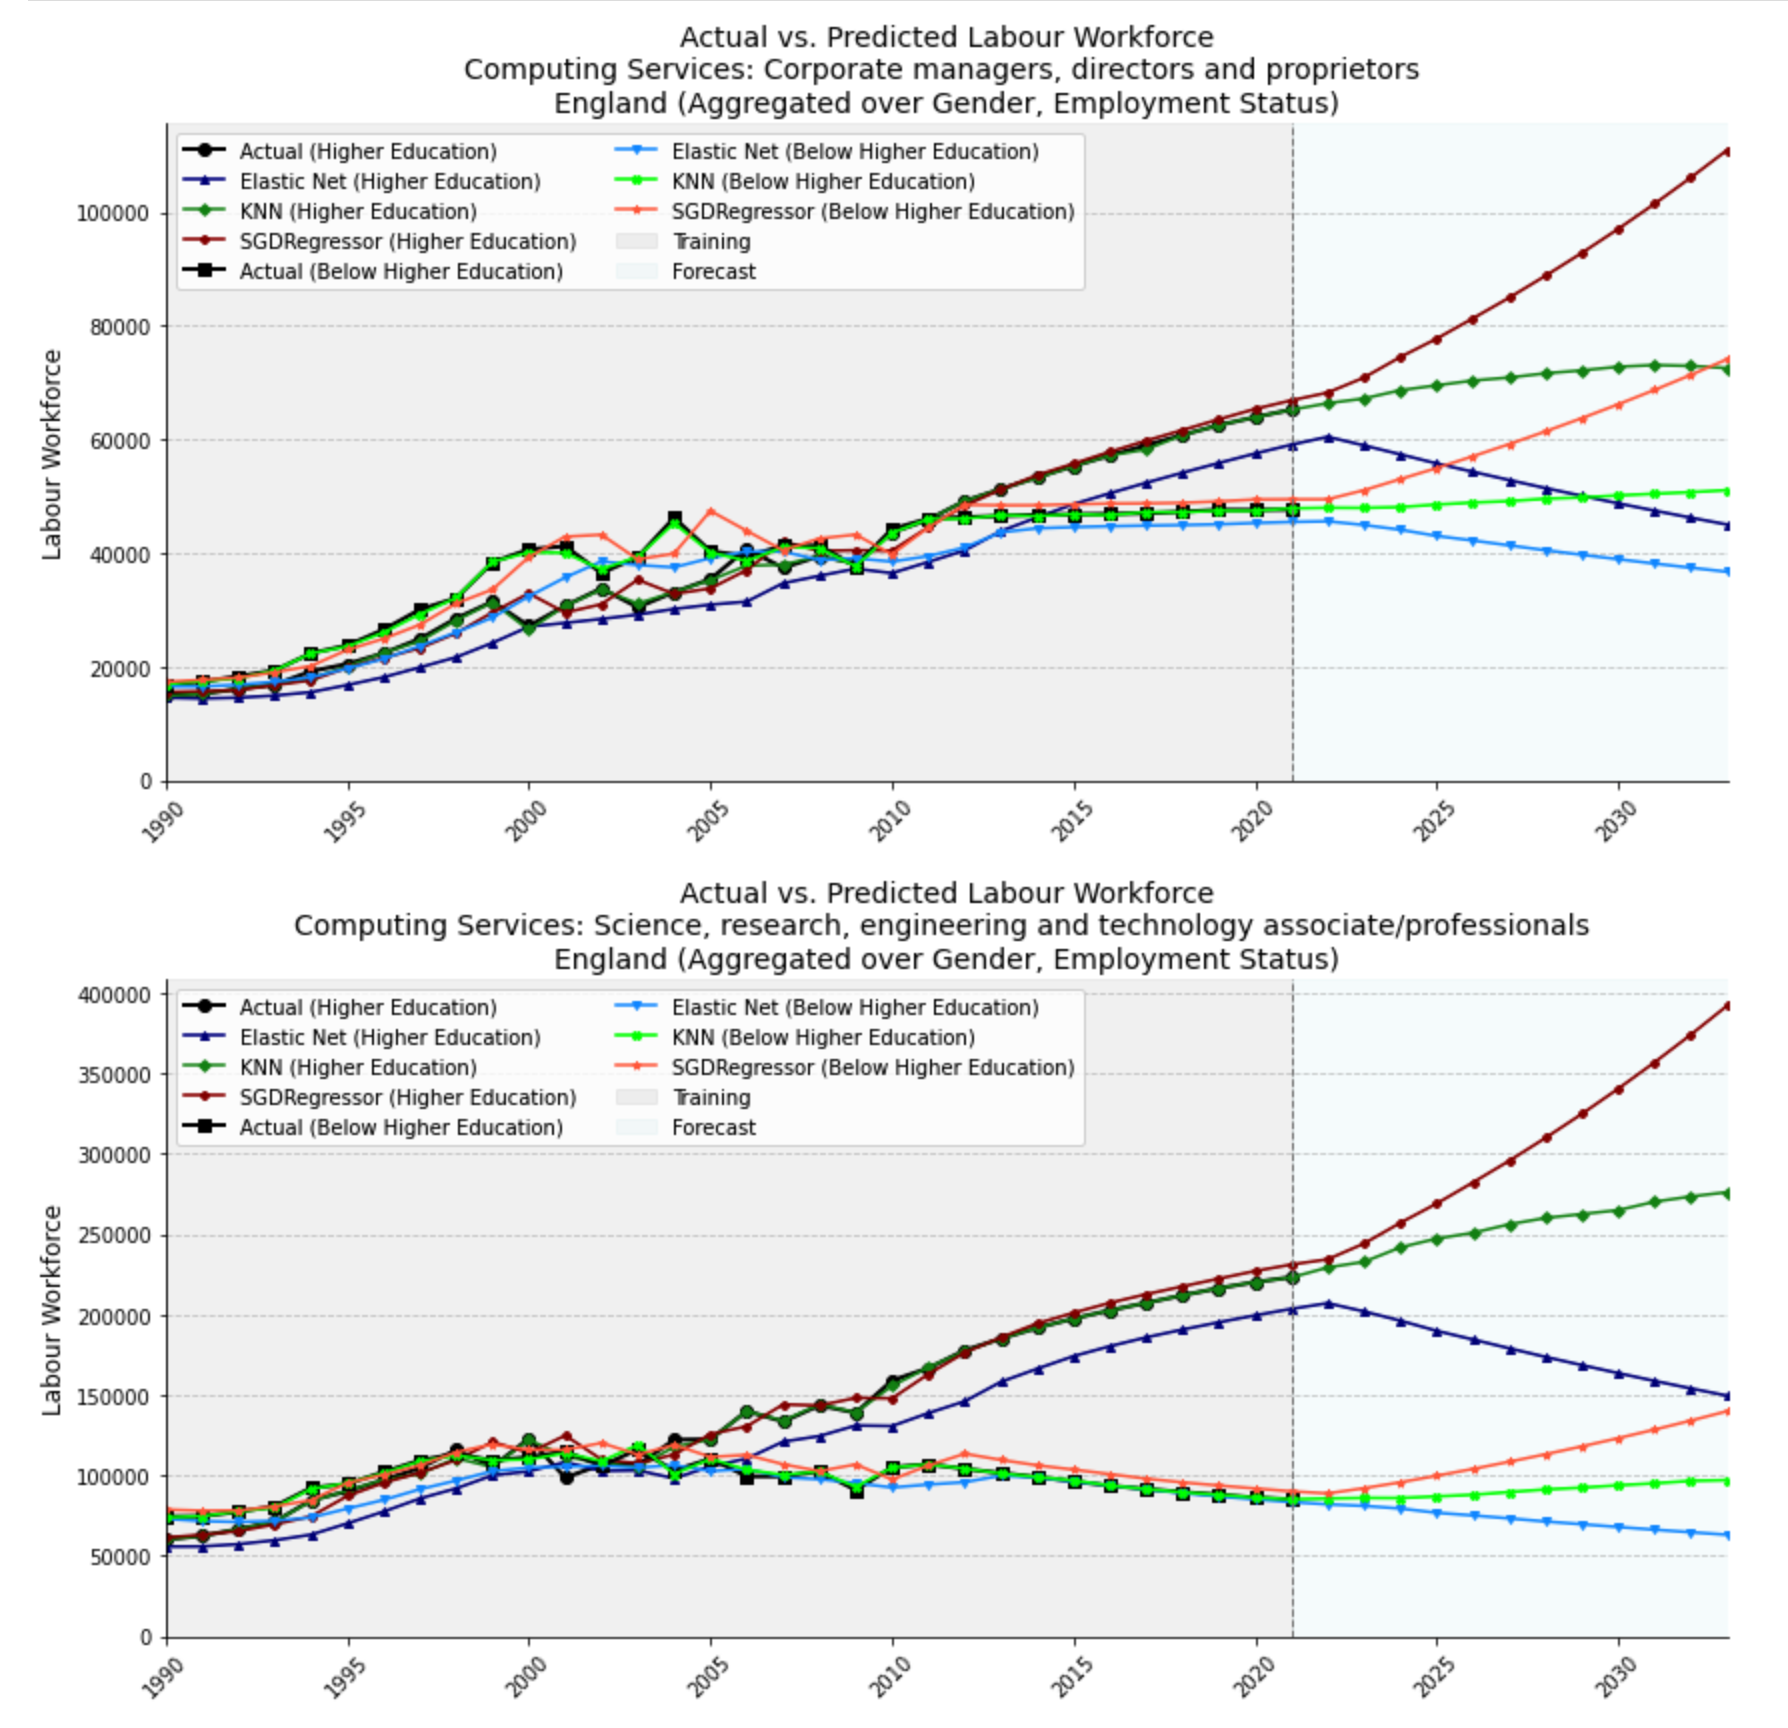 Actual vs. Predicted Labour Workforce
Computing Services: Corporate managers, directors and proprietors
England (Aggregated over Gender, Employment Status)
Actual (Higher Education)
Elastic Net (Higher Education)
KNN (Higher Education)
SGDRegressor (Higher Education)
Actual (Below Higher Education)
Elastic Net (Below Higher Education)
KNN (Below Higher Education)
SGDRegressor (Below Higher Education)
Training
Forecast
Labour Workforce
100000
80000
60000
40000
20000
0
1990
1995
2000
2005
2010
2015
2020
2025
2030
Actual vs. Predicted Labour Workforce
Computing Services: Science, research, engineering and technology associate/professionals
England (Aggregated over Gender, Employment Status)
Actual (Higher Education)
Elastic Net (Higher Education)
KNN (Higher Education)
SGDRegressor (Higher Education)
Actual (Below Higher Education)
Elastic Net (Below Higher Education)
KNN (Below Higher Education)
SGDRegressor (Below Higher Education)
Training
Forecast
Labour Workforce
400000
350000
300000
250000
200000
150000
100000
50000
0
1990
1995
2000
2005
2010
2015
2020
2025
2030